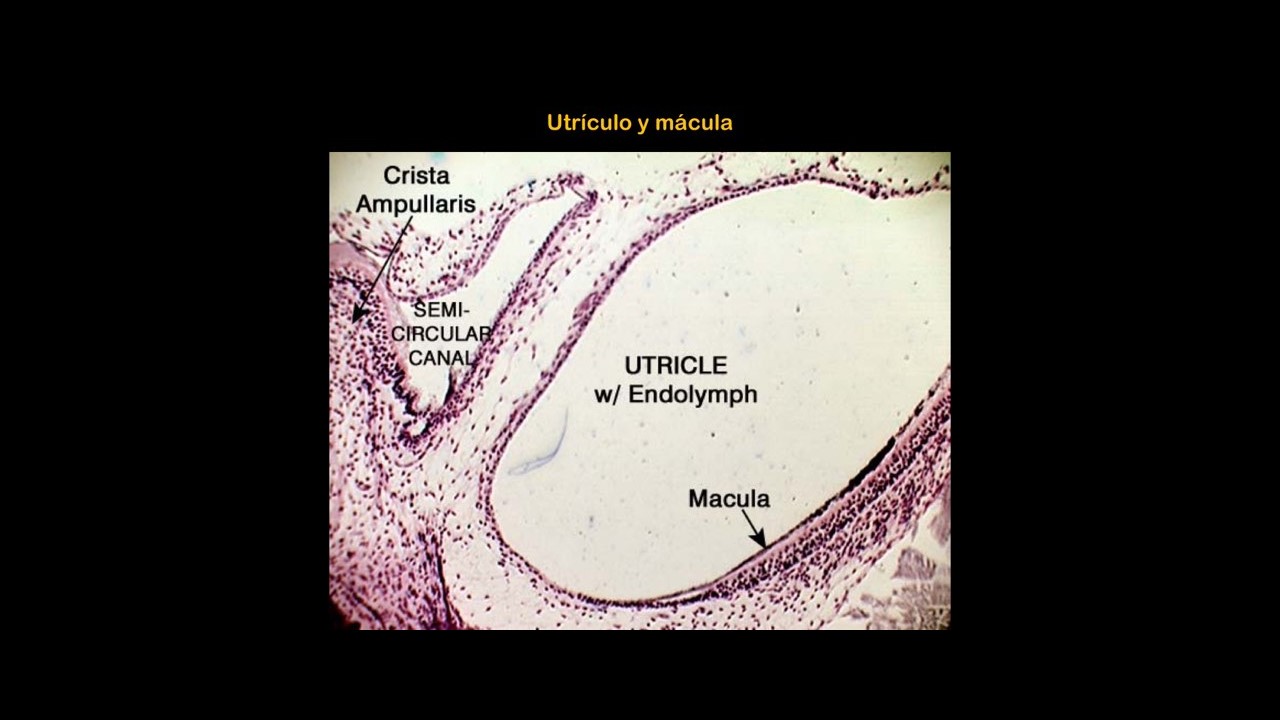 Utrículo y mácula
Crista
Ampullaris
SEMI-
CIRCULAR
CANAL
UTRICLE
w/ Endolymph
Macula